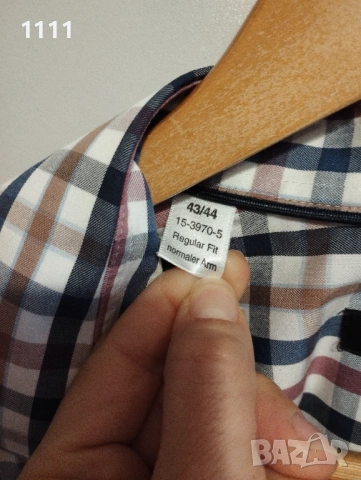 1111
43/44
15-3970-5
Regular Fit
normaler Arm
BAZAR